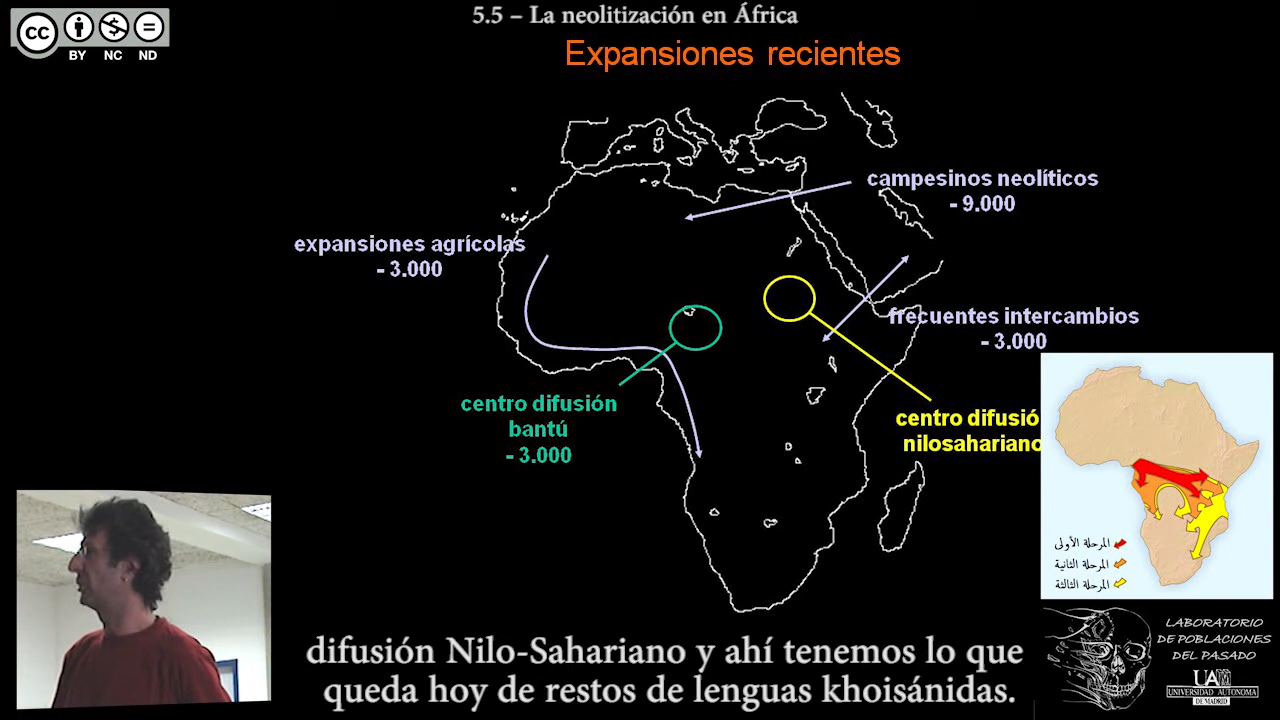 5.5 – La neolitización en África
CC
BY NC ND
Expansiones recientes
campesinos neolíticos
- 9.000
expansiones agrícolas
- 3.000
frecuentes intercambios
- 3.000
centro difusión
bantú
- 3.000
centro difusió
nilosahariano
المرحلة الأولى
المرحلة الثانية
المرحلة الثالثة
LABORATORIO
DE POBLACIONES
DEL PASADO
UAM
UNIVERSIDAD AUTONOMA
DE MADRID
difusión Nilo-Sahariano y ahí tenemos lo que
queda hoy de restos de lenguas khoisánidas.